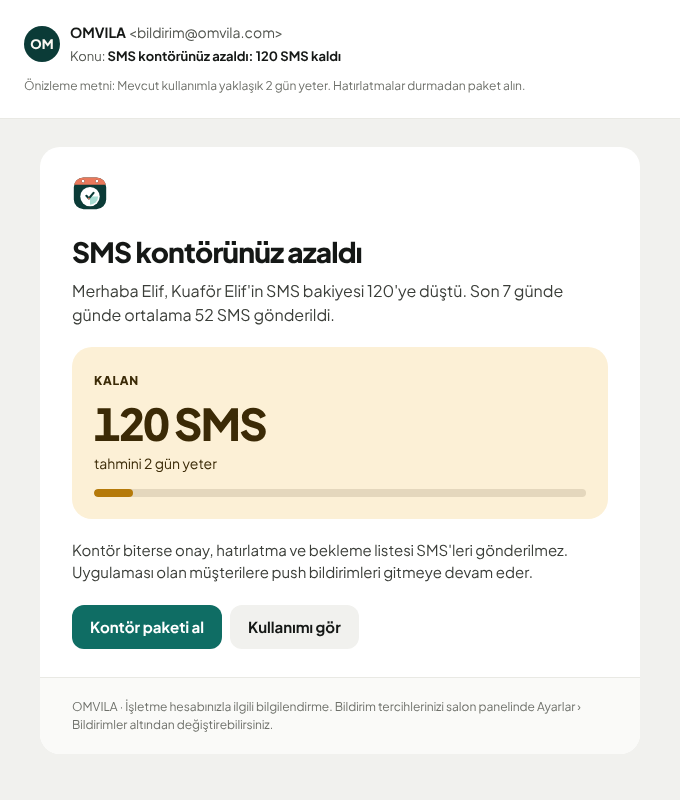 OM
OMVILA <bildirim@omvila.com>
Konu: SMS kontörünüz azaldı: 120 SMS kaldı
Önizleme metni: Mevcut kullanımla yaklaşık 2 gün yeter. Hatırlatmalar durmadan paket alın.
SMS kontörünüz azaldı
Merhaba Elif, Kuaför Elif'in SMS bakiyesi 120'ye düştü. Son 7 günde
günde ortalama 52 SMS gönderildi.
KALAN
120 SMS
tahmini 2 gün yeter
Kontör biterse onay, hatırlatma ve bekleme listesi SMS'leri gönderilmez.
Uygulaması olan müşterilere push bildirimleri gitmeye devam eder.
Kontör paketi al
Kullanımı gör
OMVILA · İşletme hesabınızla ilgili bilgilendirme. Bildirim tercihlerinizi salon panelinde Ayarlar ›
Bildirimler altından değiştirebilirsiniz.